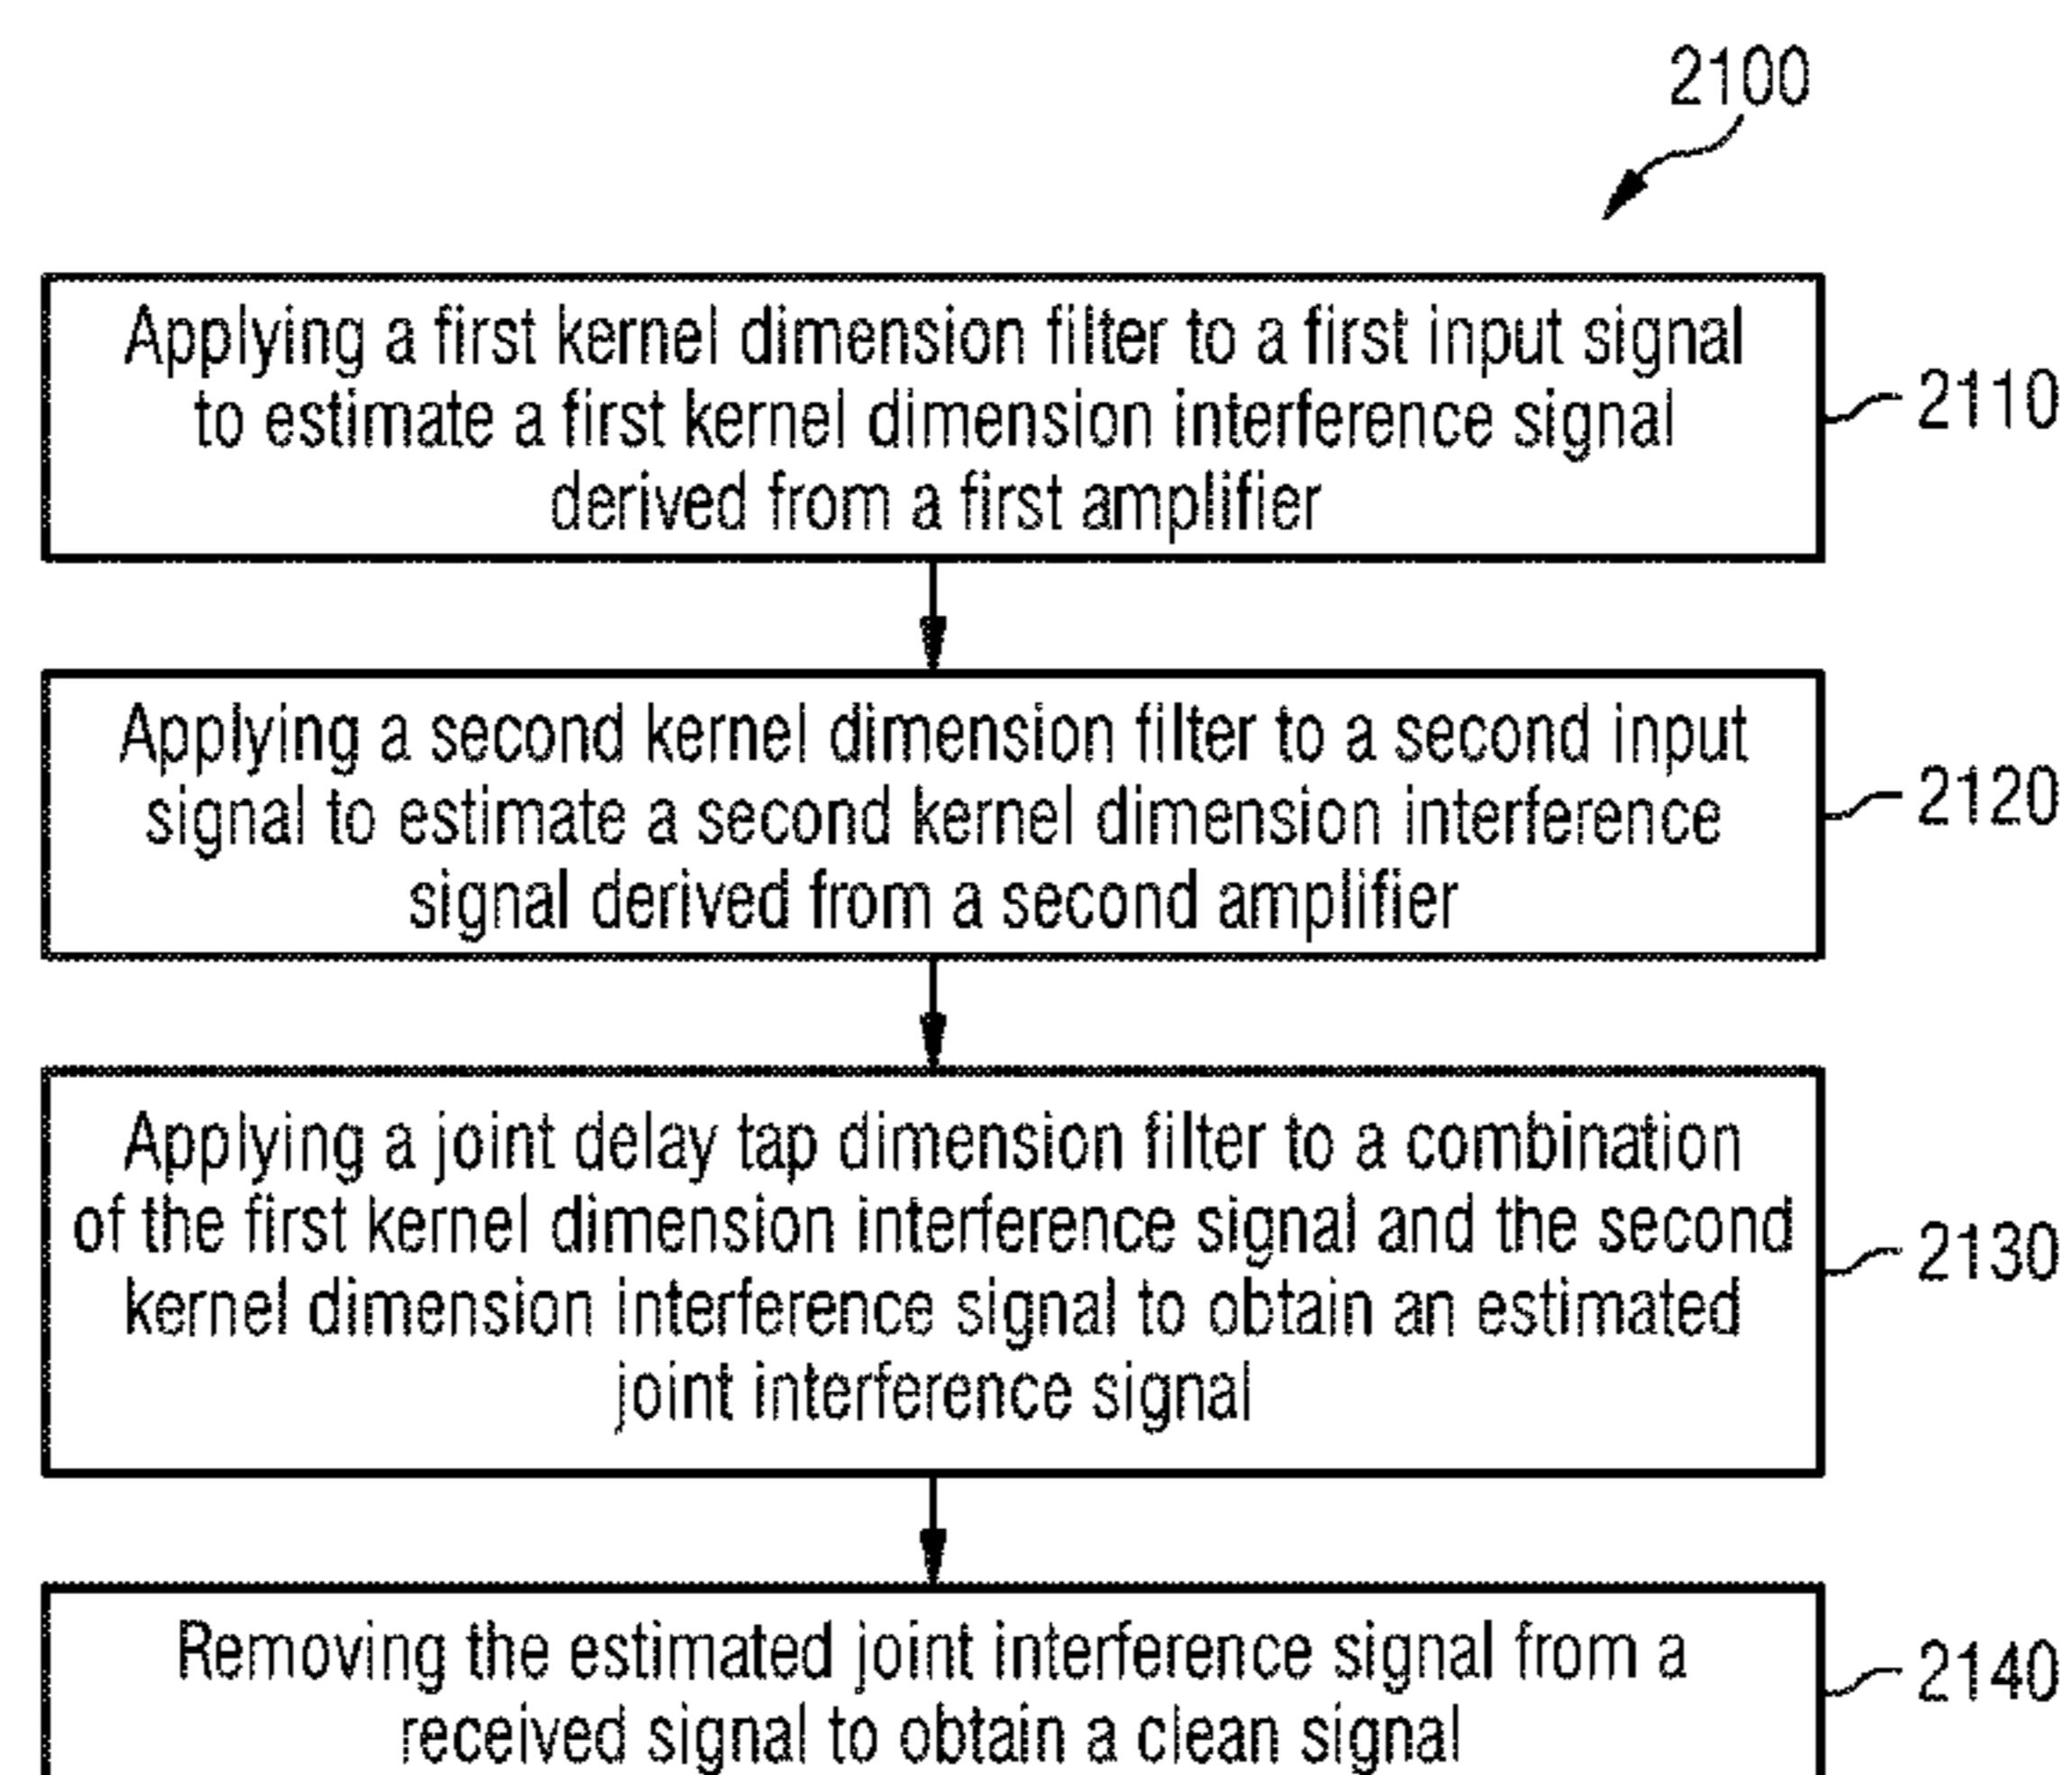 2100
Applying a first kernel dimension filter to a first input signal
to estimate a first kernel dimension interference signal
derived from a first amplifier
2110
Applying a second kernel dimension filter to a second input
signal to estimate a second kernel dimension interference
signal derived from a second amplifier
2120
Applying a joint delay tap dimension filter to a combination
of the first kernel dimension interference signal and the second
kernel dimension interference signal to obtain an estimated
joint interference signal
2130
Removing the estimated joint interference signal from a
received signal to obtain a clean signal
2140